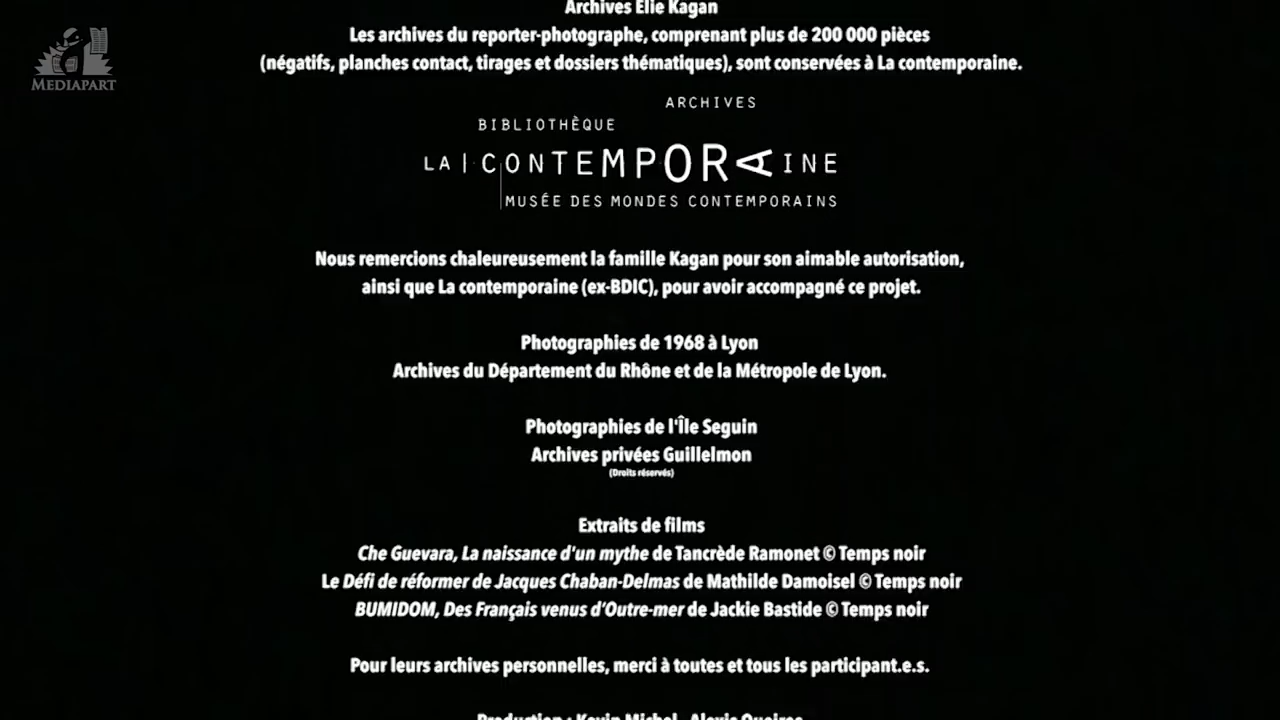 Archives Elie Kagan
Les archives du reporter-photographe, comprenant plus de 200 000 pièces
(négatifs, planches contact, tirages et dossiers thématiques), sont conservées à La contemporaine.
MEDIAPART
ARCHIVES
BIBLIOTHÈQUE
LA CONTEMPORAINE
MUSÉE DES MONDES CONTEMPORAINS
Nous remercions chaleureusement la famille Kagan pour son aimable autorisation,
ainsi que La contemporaine (ex-BDIC), pour avoir accompagné ce projet.
Photographies de 1968 à Lyon
Archives du Département du Rhône et de la Métropole de Lyon.
Photographies de l'Île Seguin
Archives privées Guillelmon
(Droits réservés)
Extraits de films
Che Guevara, La naissance d'un mythe de Tancrède Ramonet © Temps noir
Le Défi de réformer de Jacques Chaban-Delmas de Mathilde Damoisel © Temps noir
BUMIDOM, Des Français venus d'Outre-mer de Jackie Bastide © Temps noir
Pour leurs archives personnelles, merci à toutes et tous les participant.e.s.
Production : Kevin Michel - Alexis